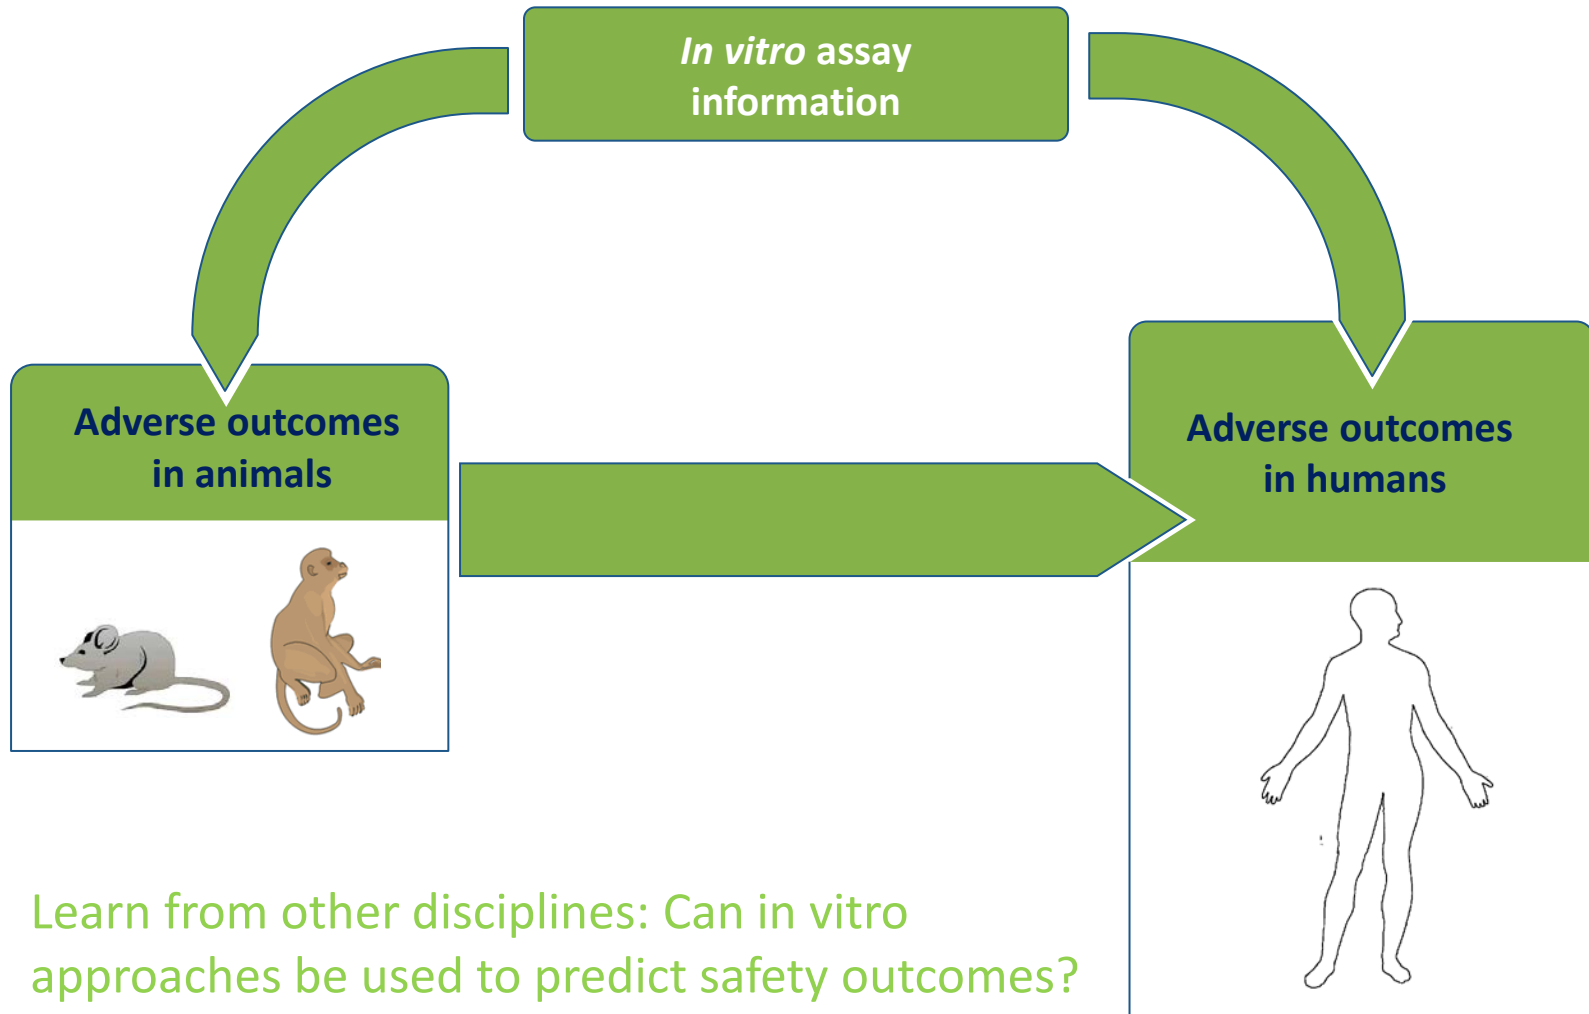 In vitro assay
information
Adverse outcomes
in animals
Adverse outcomes
in humans
Learn from other disciplines: Can in vitro
approaches be used to predict safety outcomes?